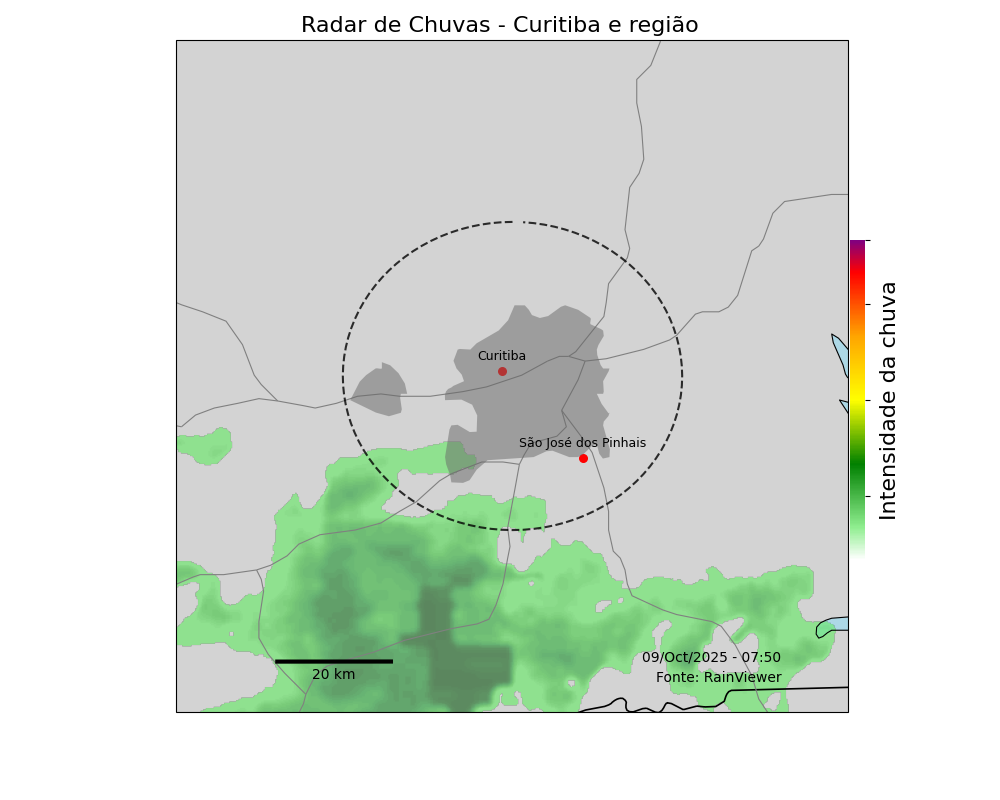 Radar de Chuvas - Curitiba e região
Curitiba
São José dos Pinhais
Intensidade da chuva
09/Oct/2025 - 07:50
Fonte: RainViewer
20 km